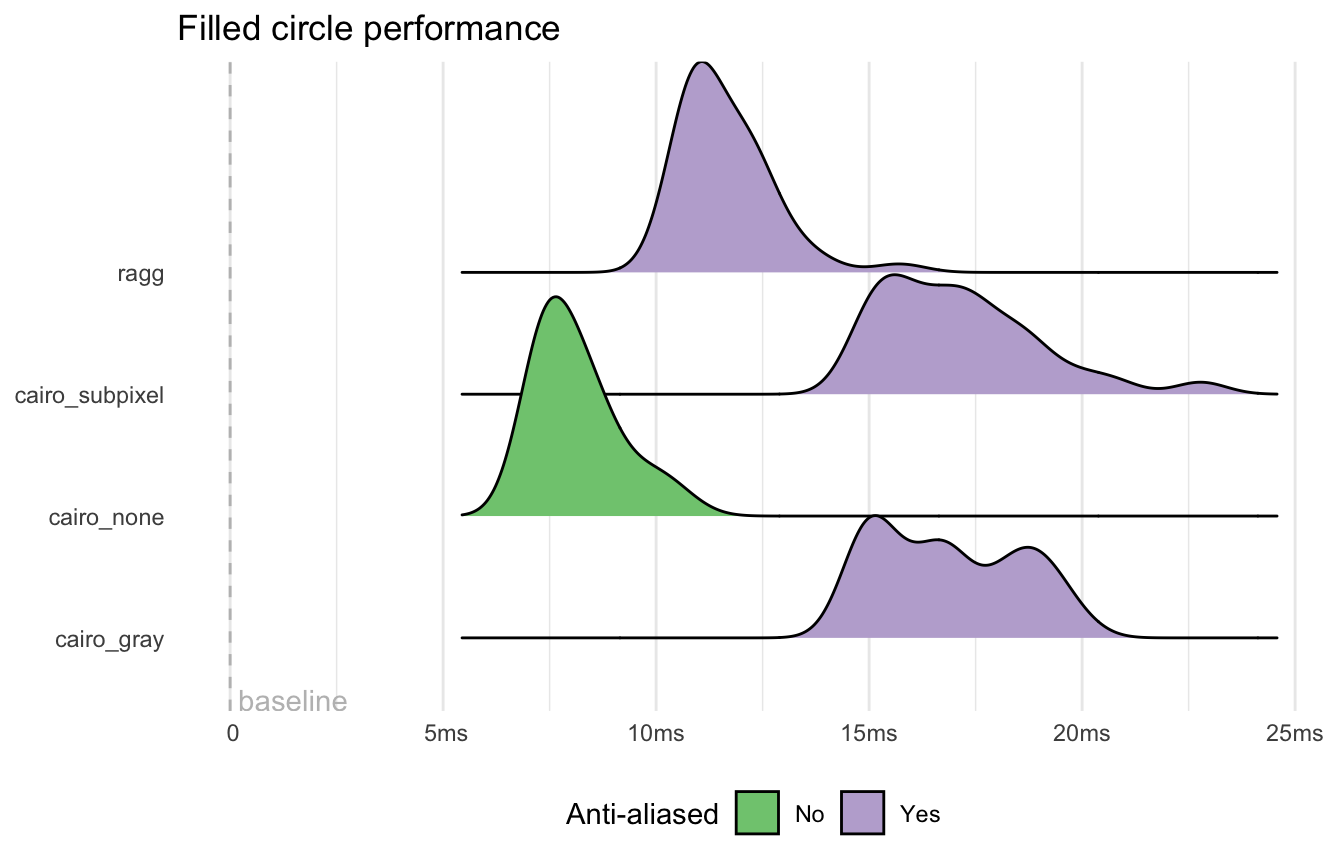 Filled circle performance
ragg
cairo_subpixel
cairo_none
cairo_gray
baseline
0 5ms 10ms 15ms 20ms 25ms
Anti-aliased No Yes